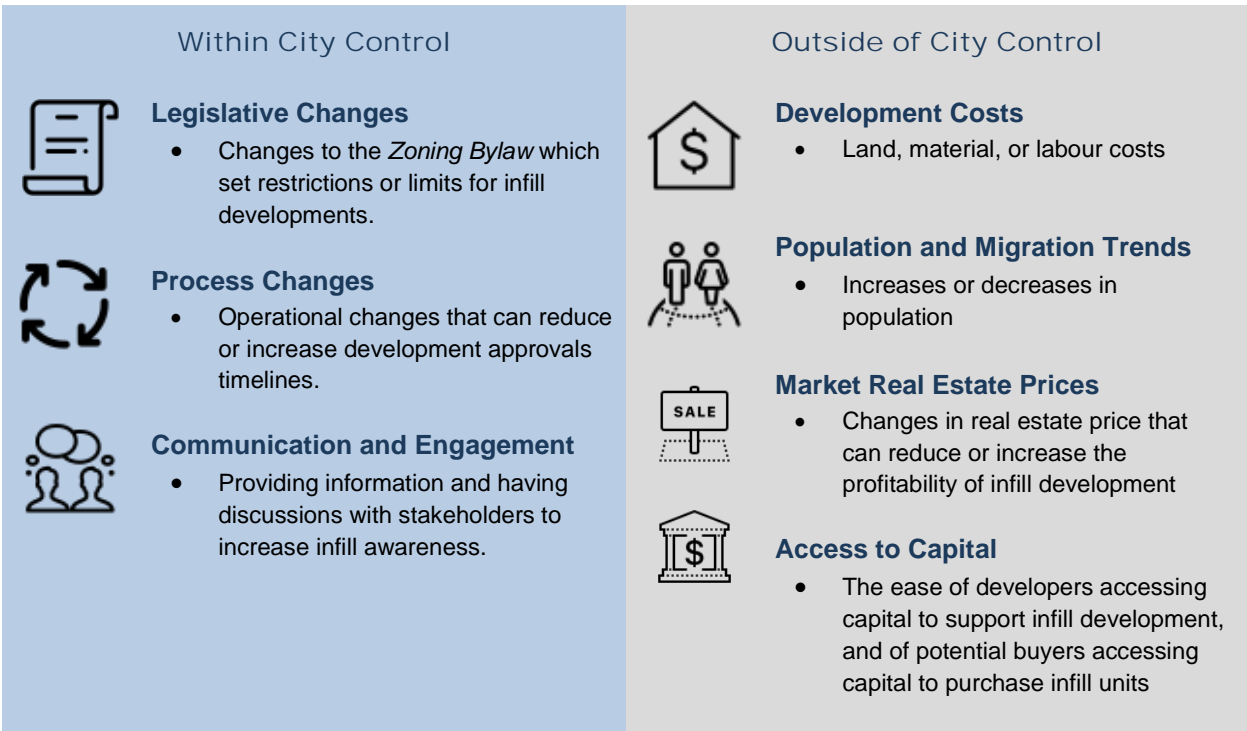 Within City Control
Legislative Changes
• Changes to the Zoning Bylaw which
set restrictions or limits for infill
developments.
Process Changes
• Operational changes that can reduce
or increase development approvals
timelines.
Communication and Engagement
• Providing information and having
discussions with stakeholders to
increase infill awareness.
Outside of City Control
$
Development Costs
• Land, material, or labour costs
Population and Migration Trends
• Increases or decreases in
population
SALE
Market Real Estate Prices
• Changes in real estate price that
can reduce or increase the
profitability of infill development
$
Access to Capital
• The ease of developers accessing
capital to support infill development,
and of potential buyers accessing
capital to purchase infill units